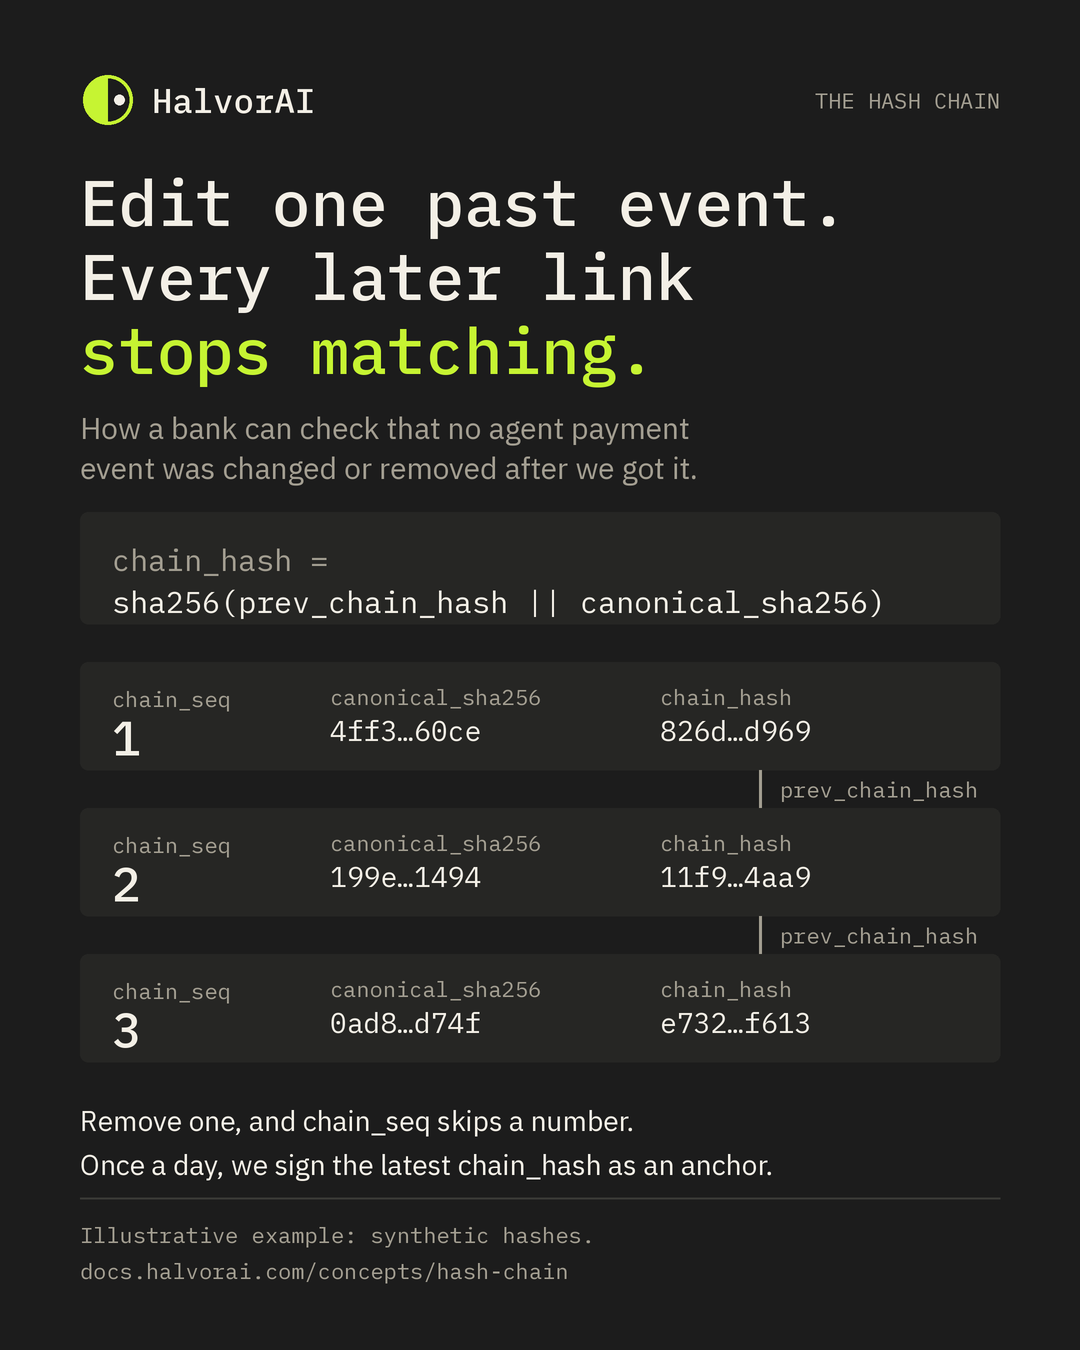 HalvorAI
THE HASH CHAIN
Edit one past event.
Every later link
stops matching.
How a bank can check that no agent payment
event was changed or removed after we got it.
chain_hash =
sha256(prev_chain_hash || canonical_sha256)
chain_seq canonical_sha256 chain_hash
1 4ff3…60ce 826d…d969
prev_chain_hash
chain_seq canonical_sha256 chain_hash
2 199e…1494 11f9…4aa9
prev_chain_hash
chain_seq canonical_sha256 chain_hash
3 0ad8…d74f e732…f613
Remove one, and chain_seq skips a number.
Once a day, we sign the latest chain_hash as an anchor.
Illustrative example: synthetic hashes.
docs.halvorai.com/concepts/hash-chain